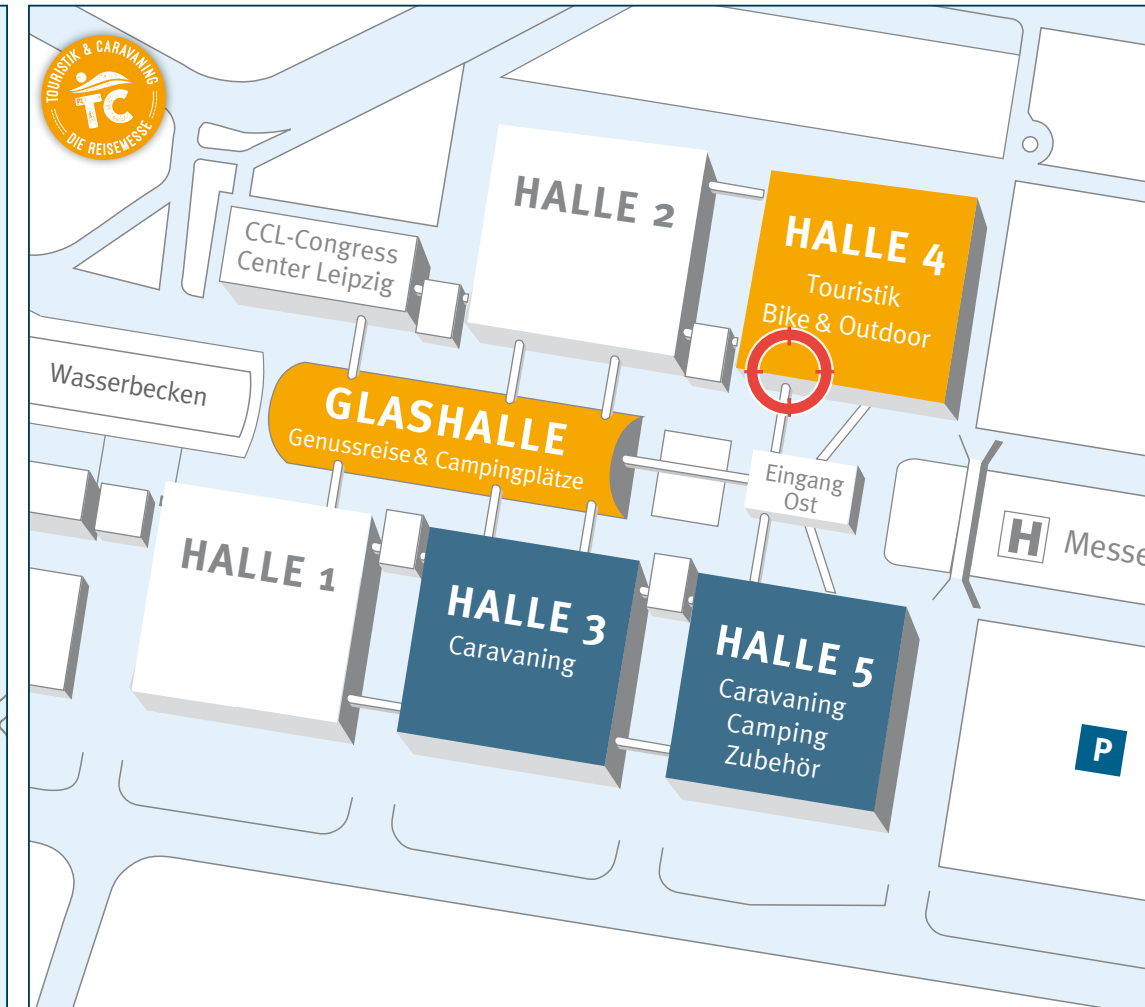 TOURISTIK & CARAVANING
TC
DIE REISEMESSE
HALLE 2
HALLE 4
Touristik
Bike & Outdoor
CCL-Congress
Center Leipzig
Wasserbecken
GLASHALLE
Genussreise & Campingplätze
Eingang
Ost
H Messe
HALLE 1
HALLE 3
Caravaning
HALLE 5
Caravaning
Camping
Zubehör
P